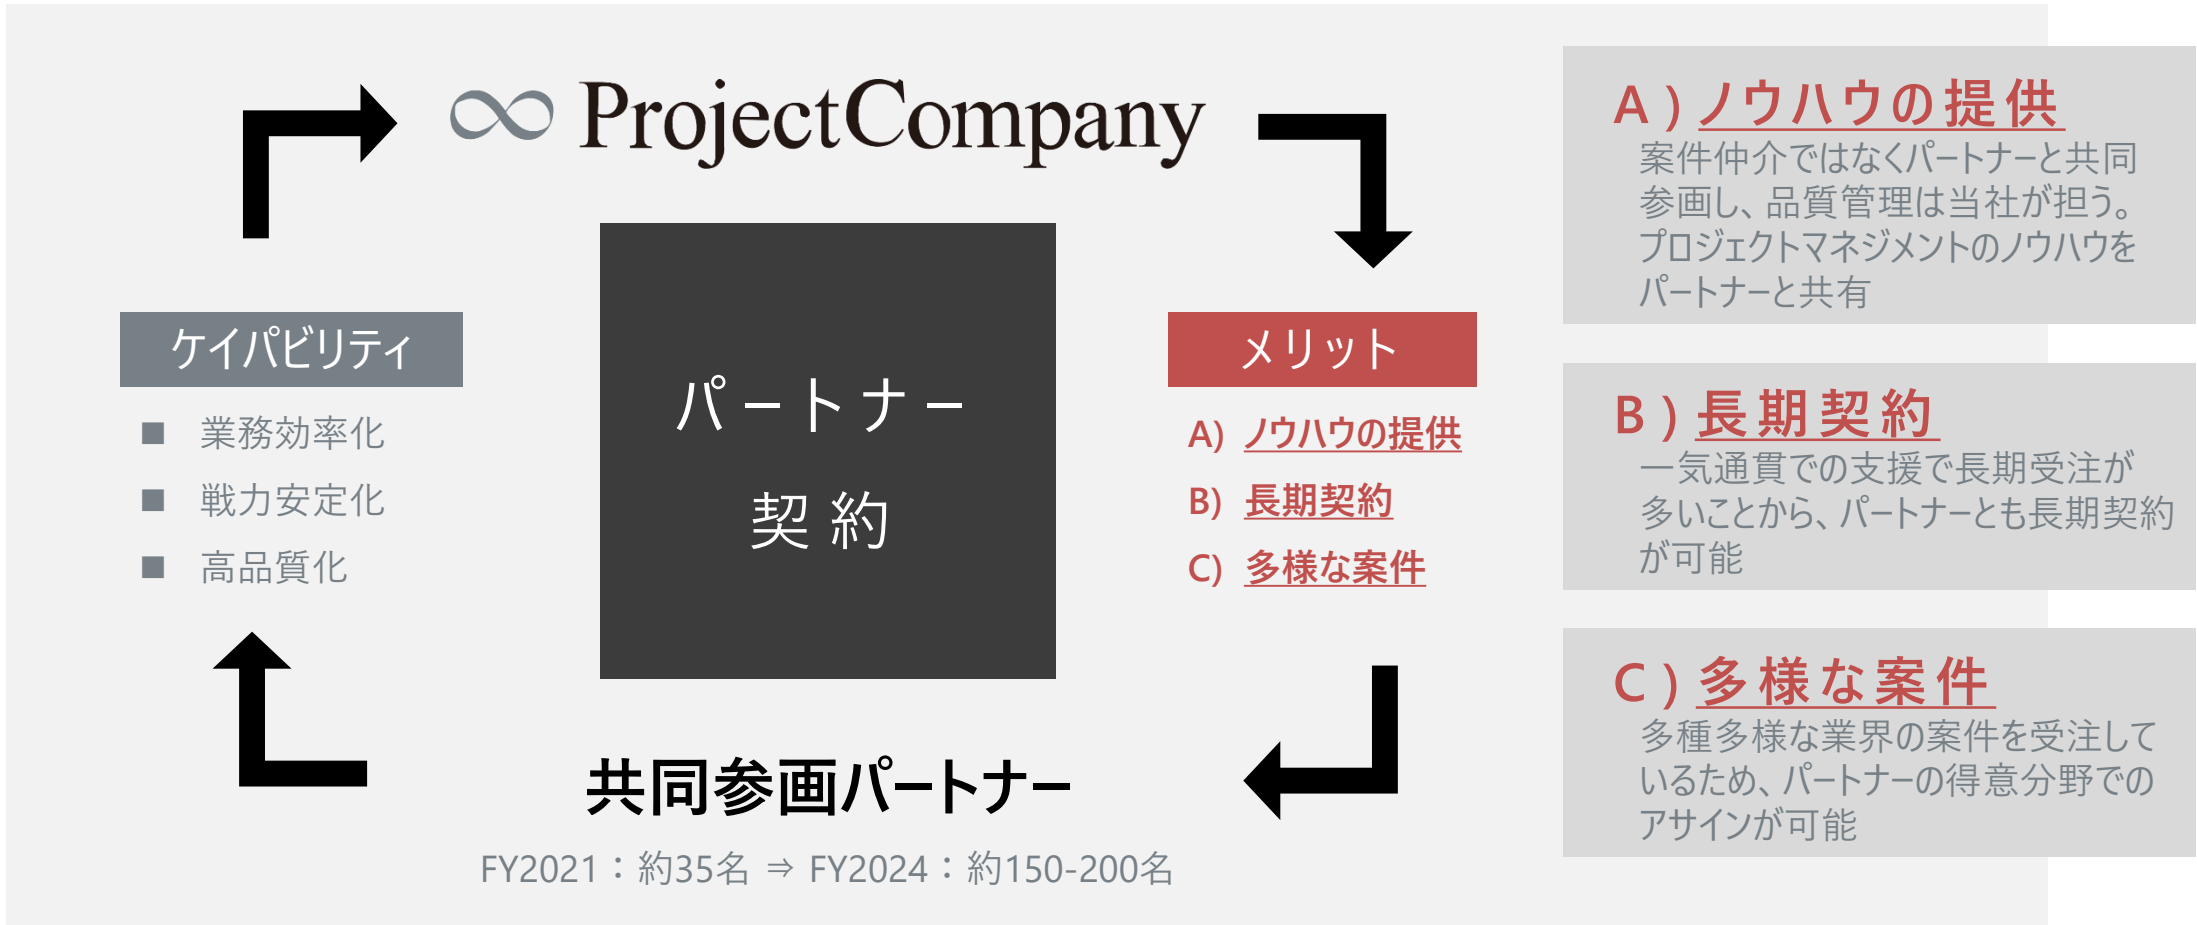 ProjectCompany
ケイパビリティ
■ 業務効率化
■ 戦力安定化
■ 高品質化
パートナー
契約
メリット
A) ノウハウの提供
B) 長期契約
C) 多様な案件
共同参画パートナー
FY2021：約35名 ⇒ FY2024：約150-200名
A）ノウハウの提供
案件仲介ではなくパートナーと共同
参画し、品質管理は当社が担う。
プロジェクトマネジメントのノウハウを
パートナーと共有
B）長期契約
一気通貫での支援で長期受注が
多いことから、パートナーとも長期契約
が可能
C）多様な案件
多種多様な業界の案件を受注して
いるため、パートナーの得意分野での
アサインが可能